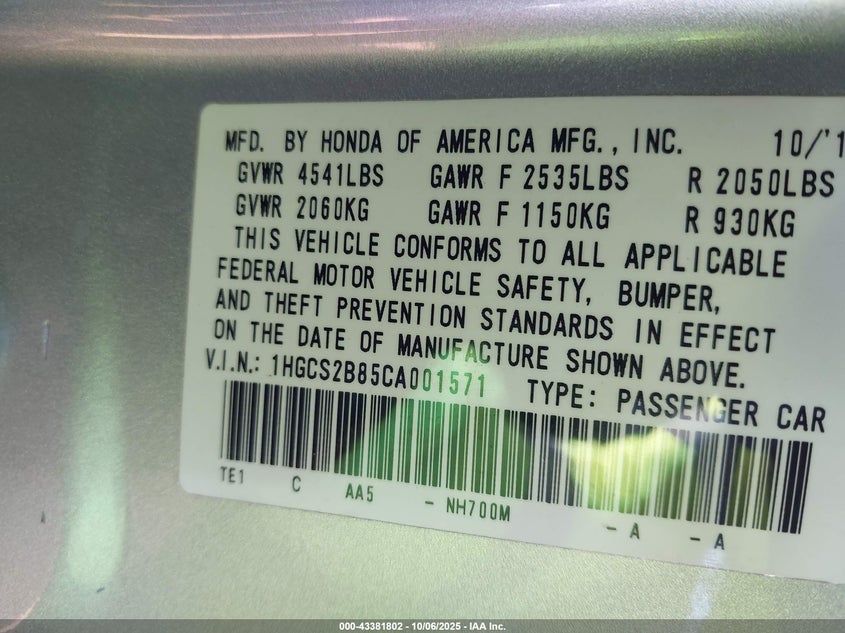 MFD. BY HONDA OF AMERICA MFG., INC. 10/'1
GVWR 4541LBS GAWR F 2535LBS R 2050LBS
GVWR 2060KG GAWR F 1150KG R 930KG
THIS VEHICLE CONFORMS TO ALL APPLICABLE
FEDERAL MOTOR VEHICLE SAFETY, BUMPER,
AND THEFT PREVENTION STANDARDS IN EFFECT
ON THE DATE OF MANUFACTURE SHOWN ABOVE.
V.I.N.: 1HGCS2B85CA001571 TYPE: PASSENGER CAR
TE1 C AA5 - NH700M - A - A
000-43381802 - 10/06/2025 - IAA Inc.